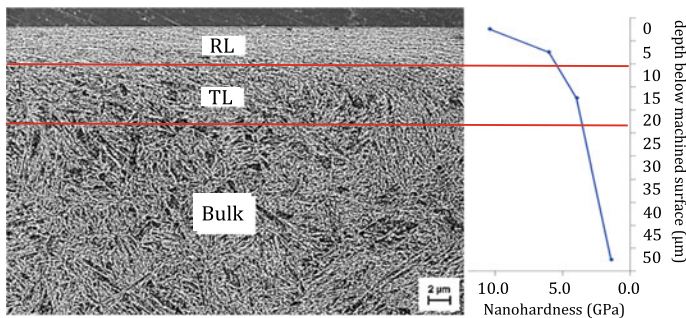 RL
TL
Bulk
2 µm
0
5
10
15
20
25
30
35
40
45
50
depth below machined surface (µm)
10.0 5.0 0.0
Nanohardness (GPa)